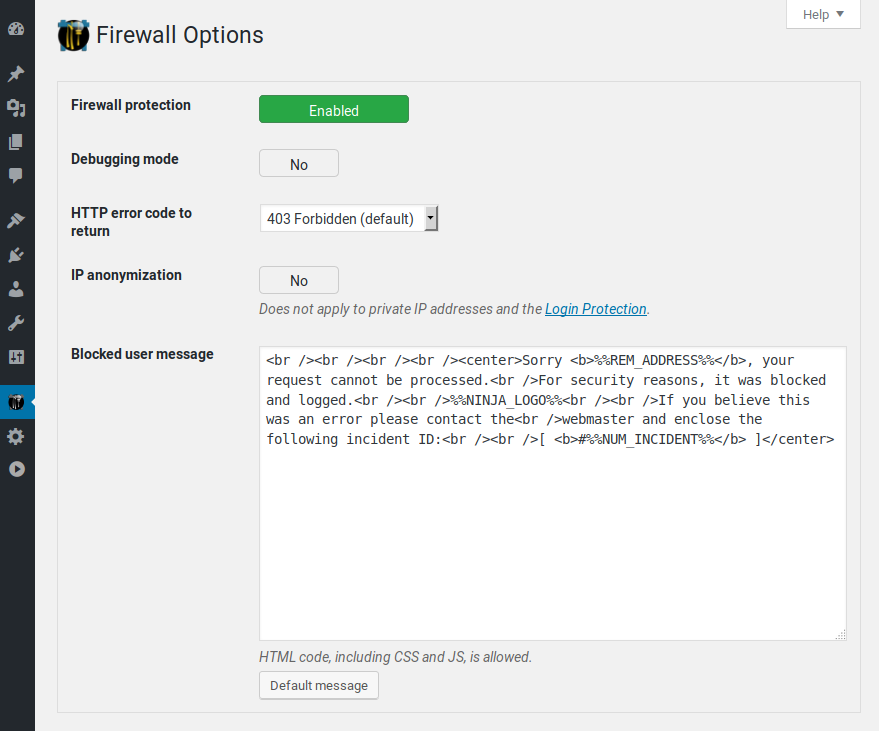 Help ▼
Firewall Options
Firewall protection
Enabled
Debugging mode
No
HTTP error code to
return
403 Forbidden (default)
IP anonymization
No
Does not apply to private IP addresses and the Login Protection.
Blocked user message
<br /><br /><br /><br /><center>Sorry <b>%%REM_ADDRESS%%</b>, your
request cannot be processed.<br />For security reasons, it was blocked
and logged.<br /><br />%%NINJA_LOGO%%<br /><br />If you believe this
was an error please contact the<br />webmaster and enclose the
following incident ID:<br /><br />[ <b>#%%NUM_INCIDENT%%</b> ]</center>
HTML code, including CSS and JS, is allowed.
Default message